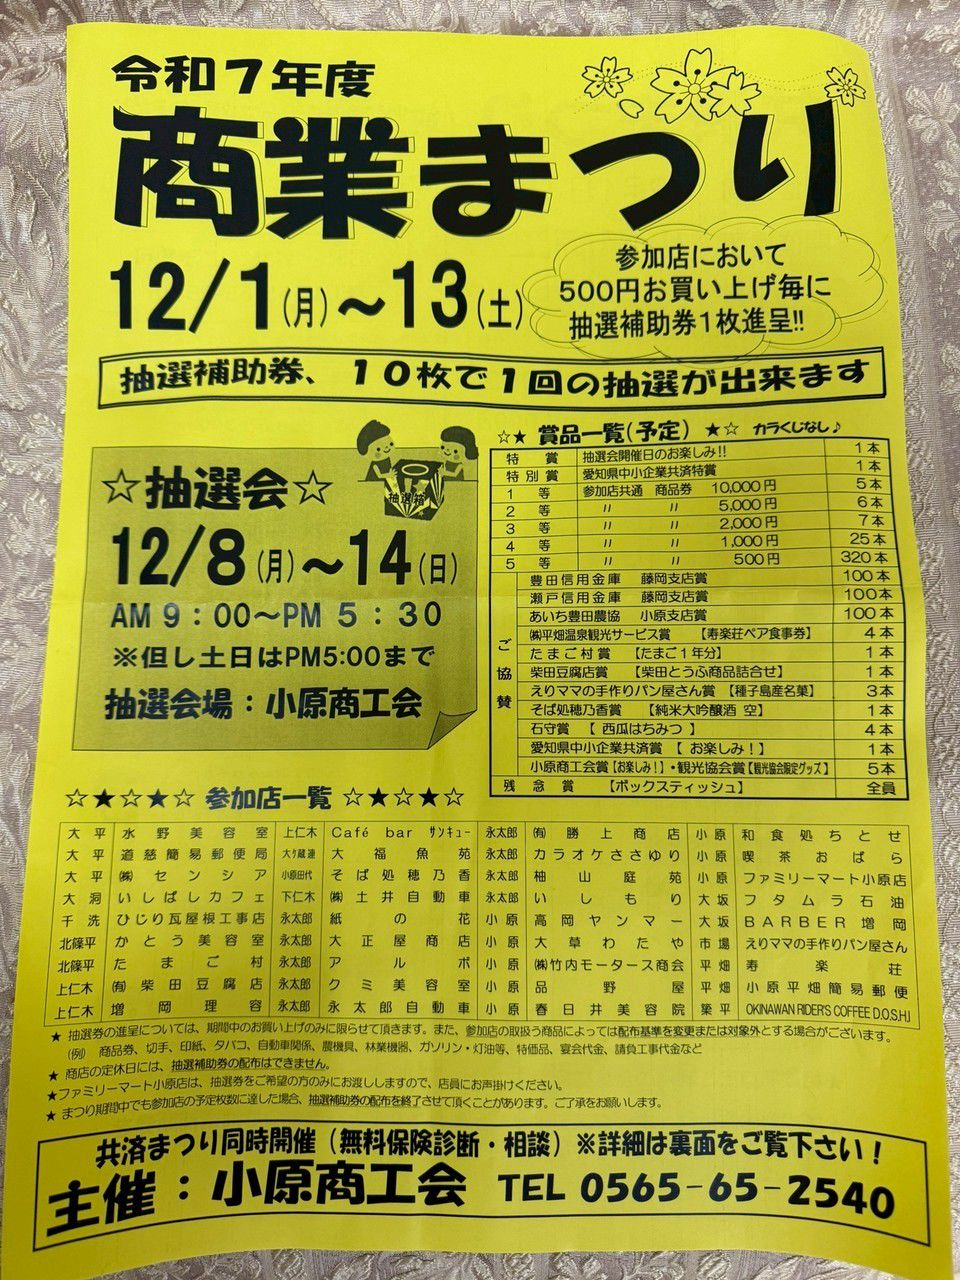 令和7年度
商業まつり
12/1(月)~13(土)
参加店において
500円お買い上げ毎に
抽選補助券1枚進呈!!
抽選補助券、10枚で1回の抽選が出来ます
抽選箱
☆抽選会☆
12/8(月)~14(日)
AM 9:00~PM 5:30
※但し土日はPM5:00まで
抽選会場:小原商工会
☆★ 賞品一覧(予定) ★☆ カラくじなし♪
特賞 抽選会開催日のお楽しみ!! 1本
特別賞 愛知県中小企業共済特賞 1本
1等 参加店共通 商品券 10,000円 5本
2等 〃 〃 5,000円 6本
3等 〃 〃 2,000円 7本
4等 〃 〃 1,000円 25本
5等 〃 〃 500円 320本
ご協賛
豊田信用金庫 藤岡支店賞 100本
瀬戸信用金庫 藤岡支店賞 100本
あいち豊田農協 小原支店賞 100本
㈱平畑温泉観光サービス賞 【寿楽荘ペア食事券】 4本
たまご村賞 【たまご1年分】 1本
柴田豆腐店賞 【柴田とうふ商品詰合せ】 1本
えりママの手作りパン屋さん賞 【種子島産名菓】 3本
そば処穂乃香賞 【純米大吟醸酒 空】 1本
石守賞 【 西瓜はちみつ 】 4本
愛知県中小企業共済賞 【 お楽しみ! 】 1本
小原商工会賞【お楽しみ!】・観光協会賞【観光協会限定グッズ】 5本
残念賞 【ボックスティッシュ】 全員
☆★☆★☆ 参加店一覧 ☆★☆★☆
大平 水野美容室 上仁木 Café bar サンキュー 永太郎 ㈲勝上商店 小原 和食処ちとせ
大平 道慈簡易郵便局 大ケ蔵連 大福魚苑 永太郎 カラオケささゆり 小原 喫茶おばら
大平 ㈱センシア 小原田代 そば処穂乃香 永太郎 柚山庭苑 小原 ファミリーマート小原店
大洞 いしばしカフェ 下仁木 ㈱土井自動車 永太郎 いしもり 大坂 フタムラ石油
千洗 ひじり瓦屋根工事店 永太郎 紙の花 小原 高岡ヤンマー 大坂 BARBER増岡
北篠平 かとう美容室 永太郎 大正屋商店 小原 大草わたや 市場 えりママの手作りパン屋さん
北篠平 たまご村 永太郎 アルボ 小原 ㈱竹内モータース商会 平畑 寿楽荘
上仁木 ㈲柴田豆腐店 永太郎 クミ美容室 小原 品野屋 平畑 小原平畑簡易郵便
上仁木 増岡理容 永太郎 永太郎自動車 小原 春日井美容院 簗平 OKINAWAN RIDER'S COFFEE D.O.S.H.J
★ 抽選券の進呈については、期間中のお買い上げのみに限らせて頂きます。また、参加店の取扱う商品によっては配布基準を変更または対象外とする場合がございます。
(例) 商品券、切手、印紙、タバコ、自動車関係、農機具、林業機器、ガソリン・灯油等、特価品、宴会代金、請負工事代金など
★ 商店の定休日には、抽選補助券の配布はできません。
★ファミリーマート小原店は、抽選券をご希望の方のみにお渡ししますので、店員にお声掛けください。
★ まつり期間中でも参加店の予定枚数に達した場合、抽選補助券の配布を終了させて頂くことがあります。ご了承をお願いします。
共済まつり同時開催(無料保険診断・相談)※詳細は裏面をご覧下さい!
主催:小原商工会 TEL 0565-65-2540